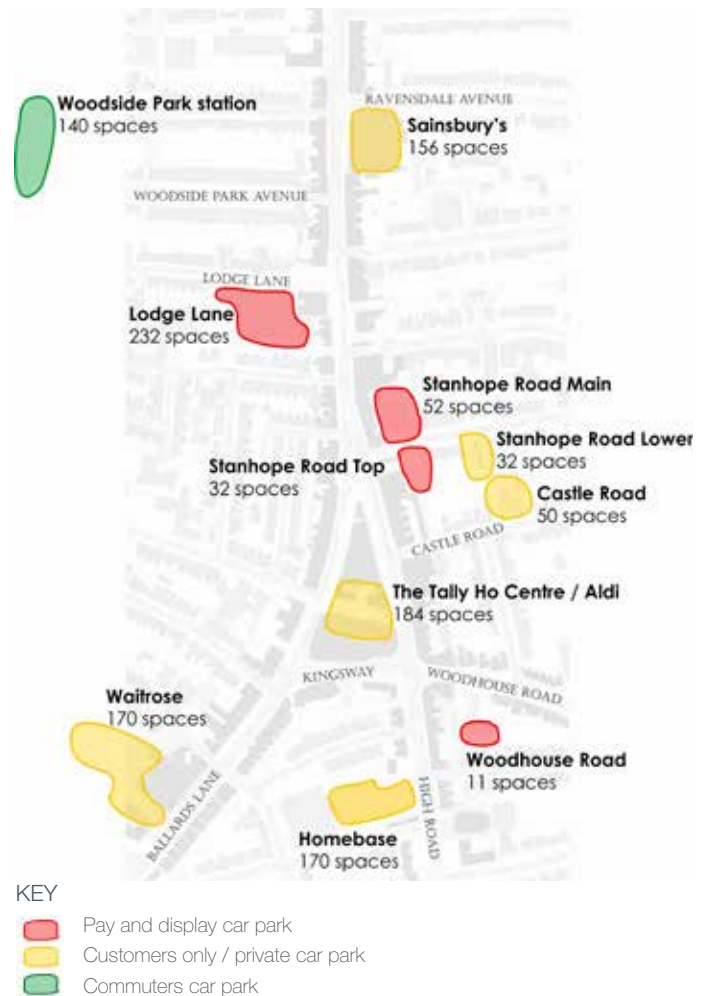 Woodside Park station
140 spaces
RAVENSDALE AVENUE
Sainsbury's
156 spaces
WOODSIDE PARK AVENUE
LODGE LANE
Lodge Lane
232 spaces
Stanhope Road Main
52 spaces
Stanhope Road Lower
32 spaces
Stanhope Road Top
32 spaces
Castle Road
50 spaces
CASTLE ROAD
The Tally Ho Centre / Aldi
184 spaces
KINGSWAY
WOODHOUSE ROAD
Waitrose
170 spaces
Woodhouse Road
11 spaces
BALLARDS LANE
HIGH ROAD
Homebase
170 spaces
KEY
Pay and display car park
Customers only / private car park
Commuters car park